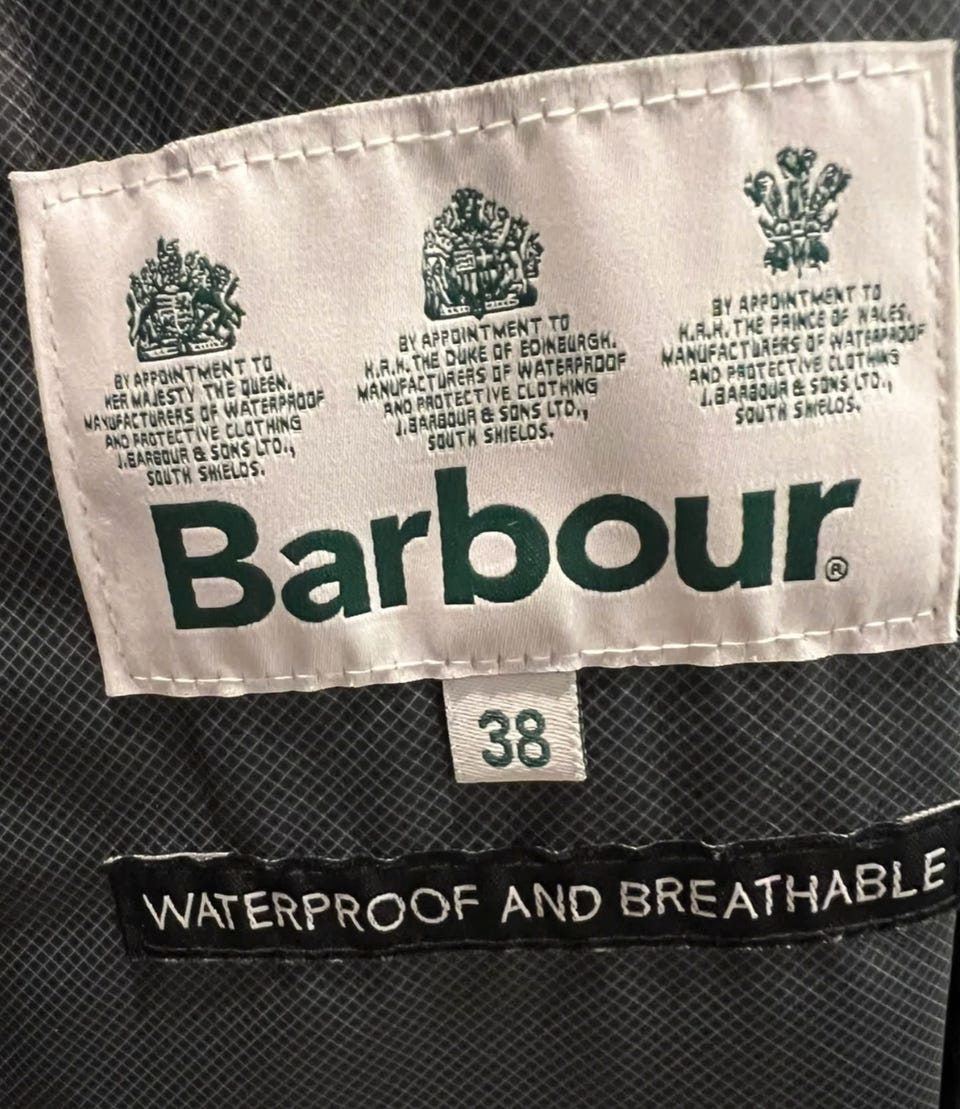 BY APPOINTMENT TO
HER MAJESTY THE QUEEN,
MANUFACTURERS OF WATERPROOF
AND PROTECTIVE CLOTHING
J.BARBOUR & SONS LTD.,
SOUTH SHIELDS.
BY APPOINTMENT TO
H.R.H. THE DUKE OF EDINBURGH.
MANUFACTURERS OF WATERPROOF
AND PROTECTIVE CLOTHING
J.BARBOUR & SONS LTD.,
SOUTH SHIELDS.
BY APPOINTMENT TO
H.R.H. THE PRINCE OF WALES.
MANUFACTURERS OF WATERPROOF
AND PROTECTIVE CLOTHING
J.BARBOUR & SONS LTD.,
SOUTH SHIELDS.
Barbour®
38
WATERPROOF AND BREATHABLE